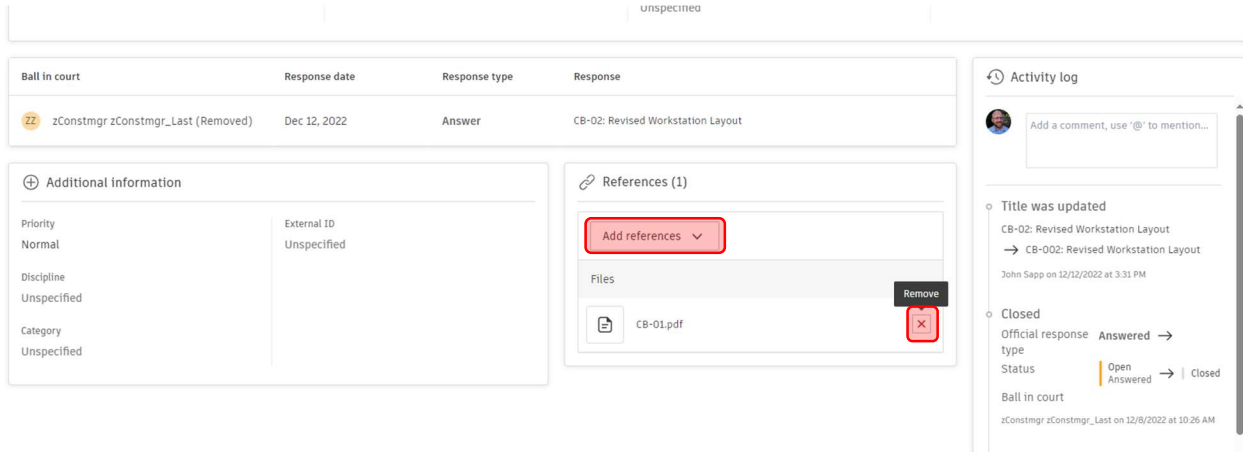 Unspecified
Ball in court Response date Response type Response
ZZ zConstmgr zConstmgr_Last (Removed) Dec 12, 2022 Answer CB-02: Revised Workstation Layout
Additional information
Priority External ID
Normal Unspecified
Discipline
Unspecified
Category
Unspecified
References (1)
Add references
Files
Remove
CB-01.pdf
Activity log
Add a comment, use '@' to mention...
Title was updated
CB-02: Revised Workstation Layout
→ CB-002: Revised Workstation Layout
John Sapp on 12/12/2022 at 3:31 PM
Closed
Official response type Answered →
Status Open Answered → Closed
Ball in court
zConstmgr zConstmgr_Last on 12/8/2022 at 10:26 AM